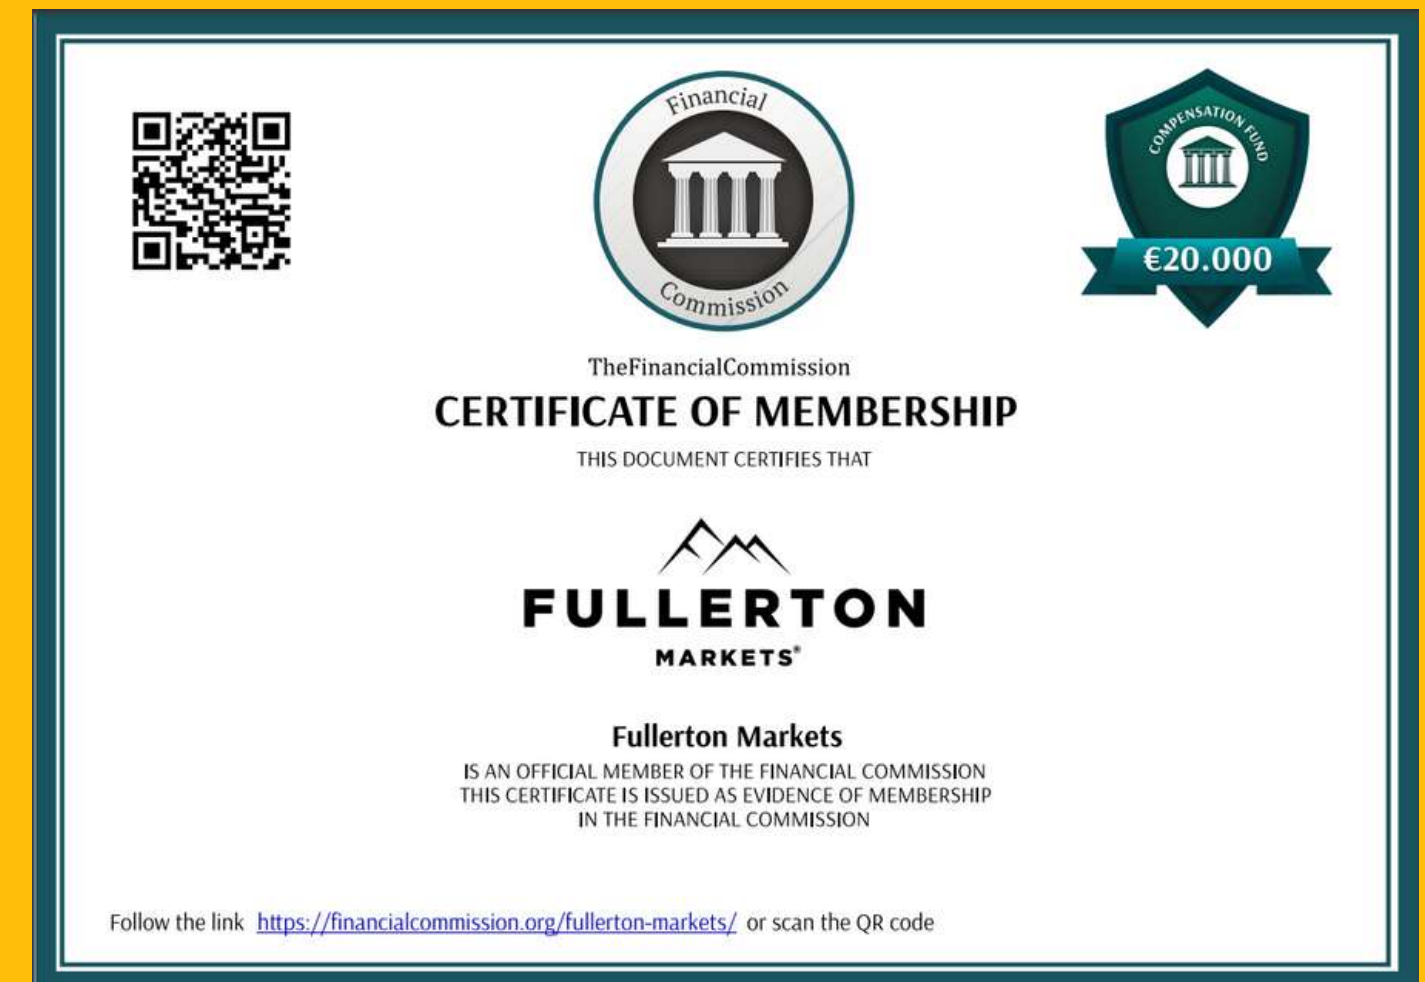 Financial
Commission
COMPENSATION FUND
€20.000
TheFinancialCommission
CERTIFICATE OF MEMBERSHIP
THIS DOCUMENT CERTIFIES THAT
FULLERTON
MARKETS®
Fullerton Markets
IS AN OFFICIAL MEMBER OF THE FINANCIAL COMMISSION
THIS CERTIFICATE IS ISSUED AS EVIDENCE OF MEMBERSHIP
IN THE FINANCIAL COMMISSION
Follow the link https://financialcommission.org/fullerton-markets/ or scan the QR code